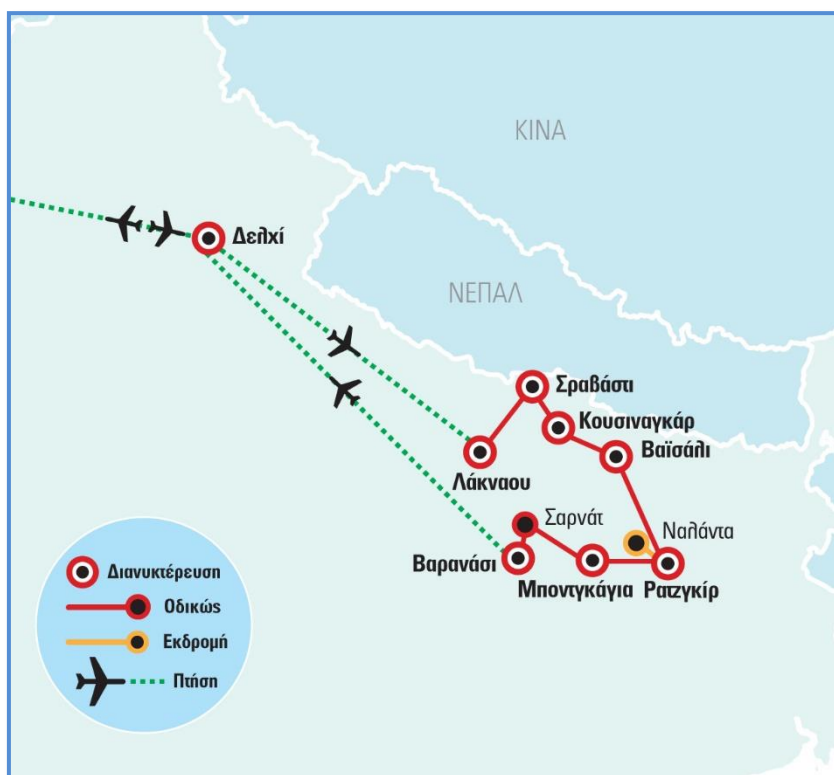 ΚΙΝΑ
Δελχί
ΝΕΠΑΛ
Σραβάστι
Κουσιναγκάρ
Βαϊσάλι
Λάκναου
Σαρνάτ
Ναλάντα
Βαρανάσι
Μποντγκάγια
Ρατζγκίρ
Διανυκτέρευση
Οδικώς
Εκδρομή
Πτήση